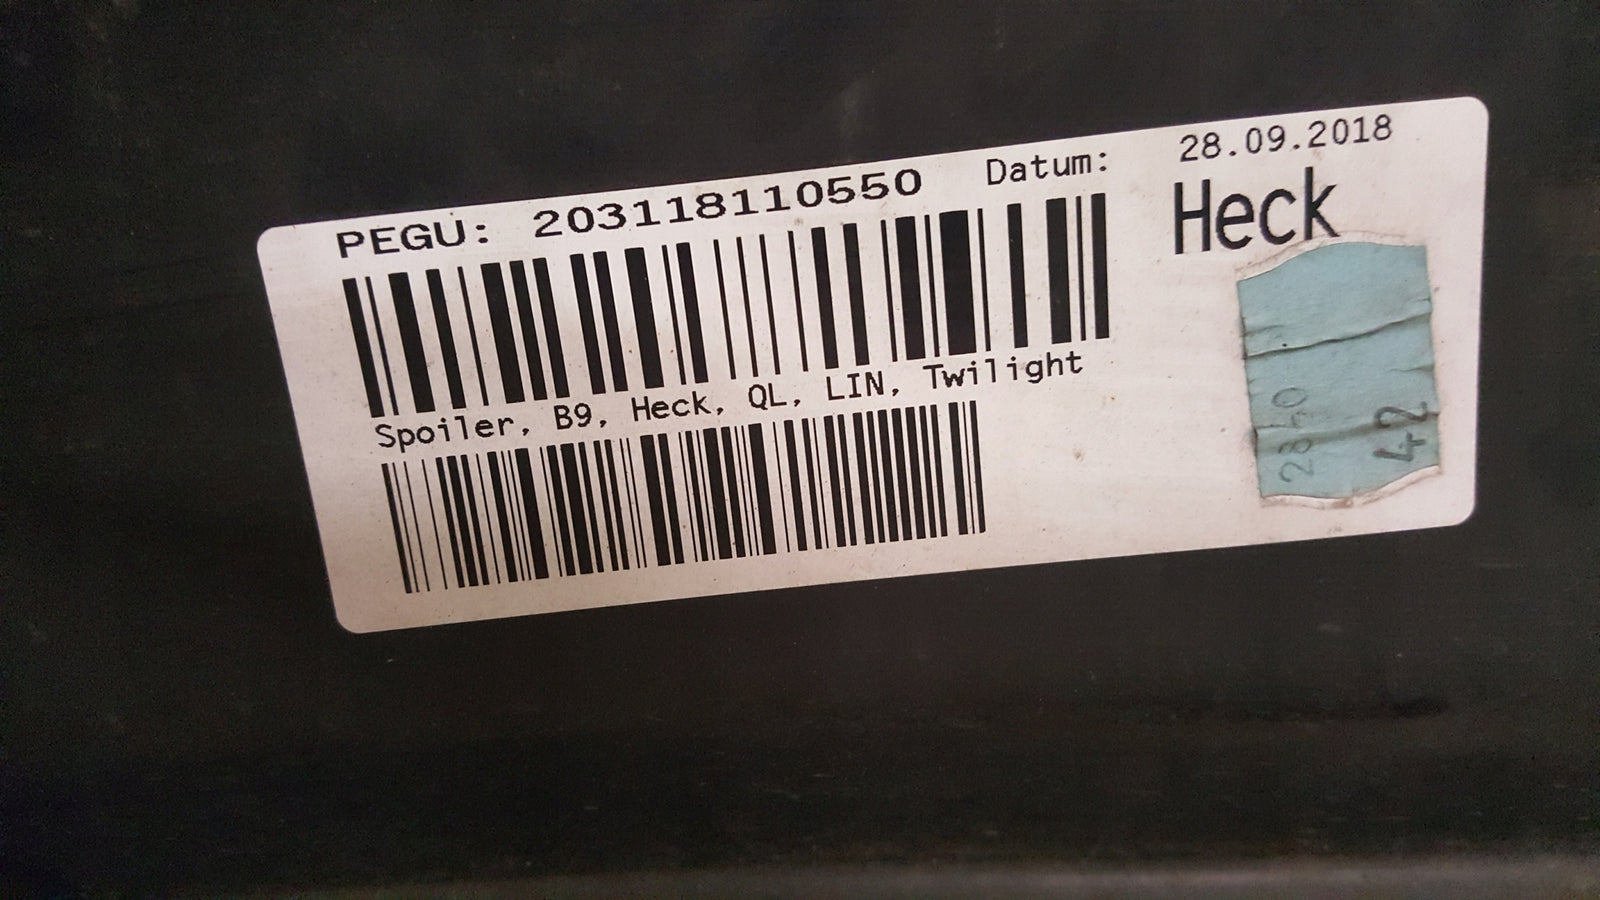 PEGU: 203118110550 Datum: 28.09.2018
Heck
Spoiler, B9, Heck, QL, LIN, Twilight
2840
42